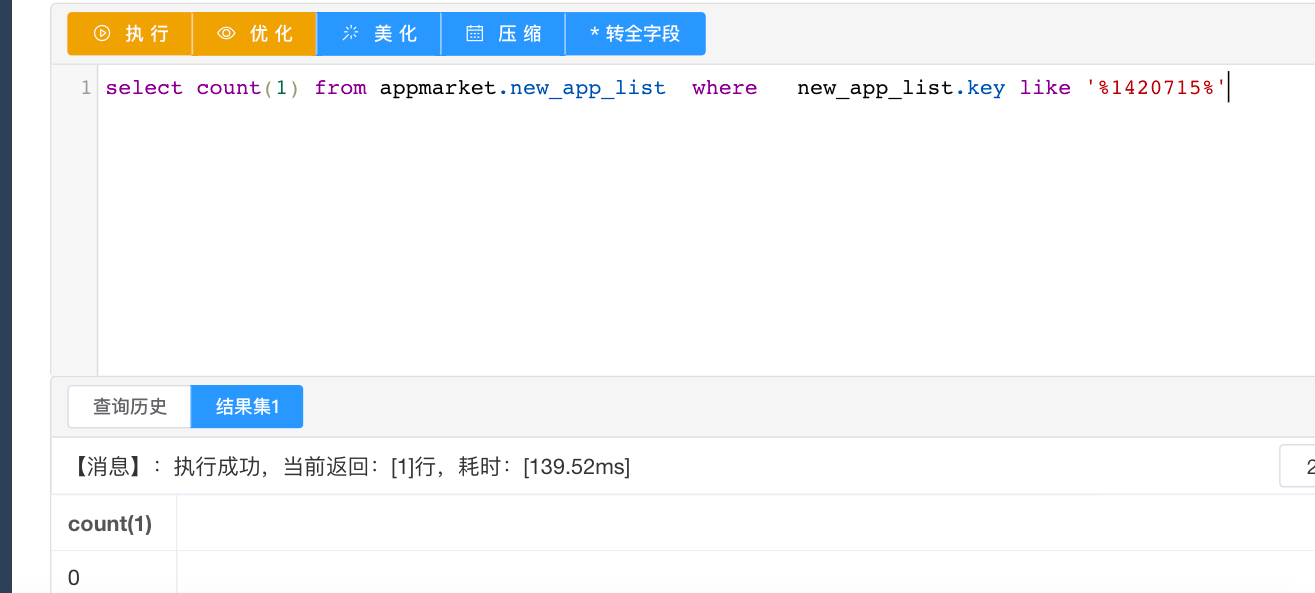 执 行 优 化 美 化 压 缩 * 转全字段
1 select count(1) from appmarket.new_app_list  where   new_app_list.key like '%1420715%'
查询历史 结果集1
【消息】：执行成功，当前返回：[1]行，耗时：[139.52ms] 2
count(1)
0